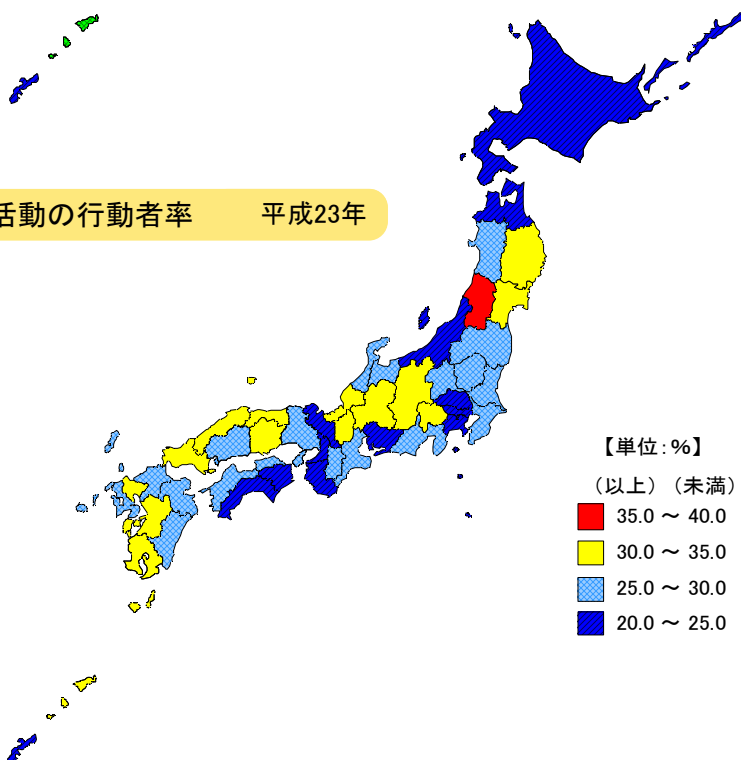 活動の行動者率 平成23年
【単位：%】
（以上）（未満）
35.0 ～ 40.0
30.0 ～ 35.0
25.0 ～ 30.0
20.0 ～ 25.0